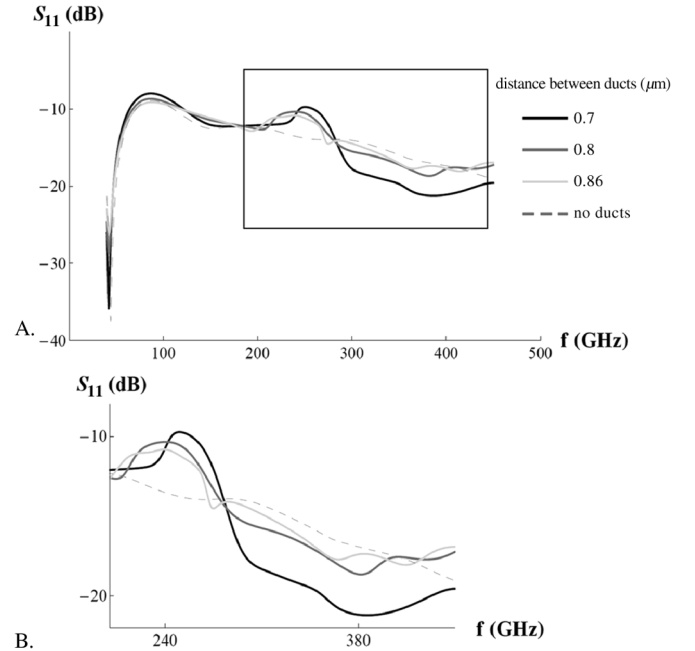 S11 (dB)
distance between ducts (μm)
0.7
0.8
0.86
no ducts
−10
−20
−30
−40
A.
100
200
300
400
500
f (GHz)
S11 (dB)
−10
−20
B.
240
380
f (GHz)